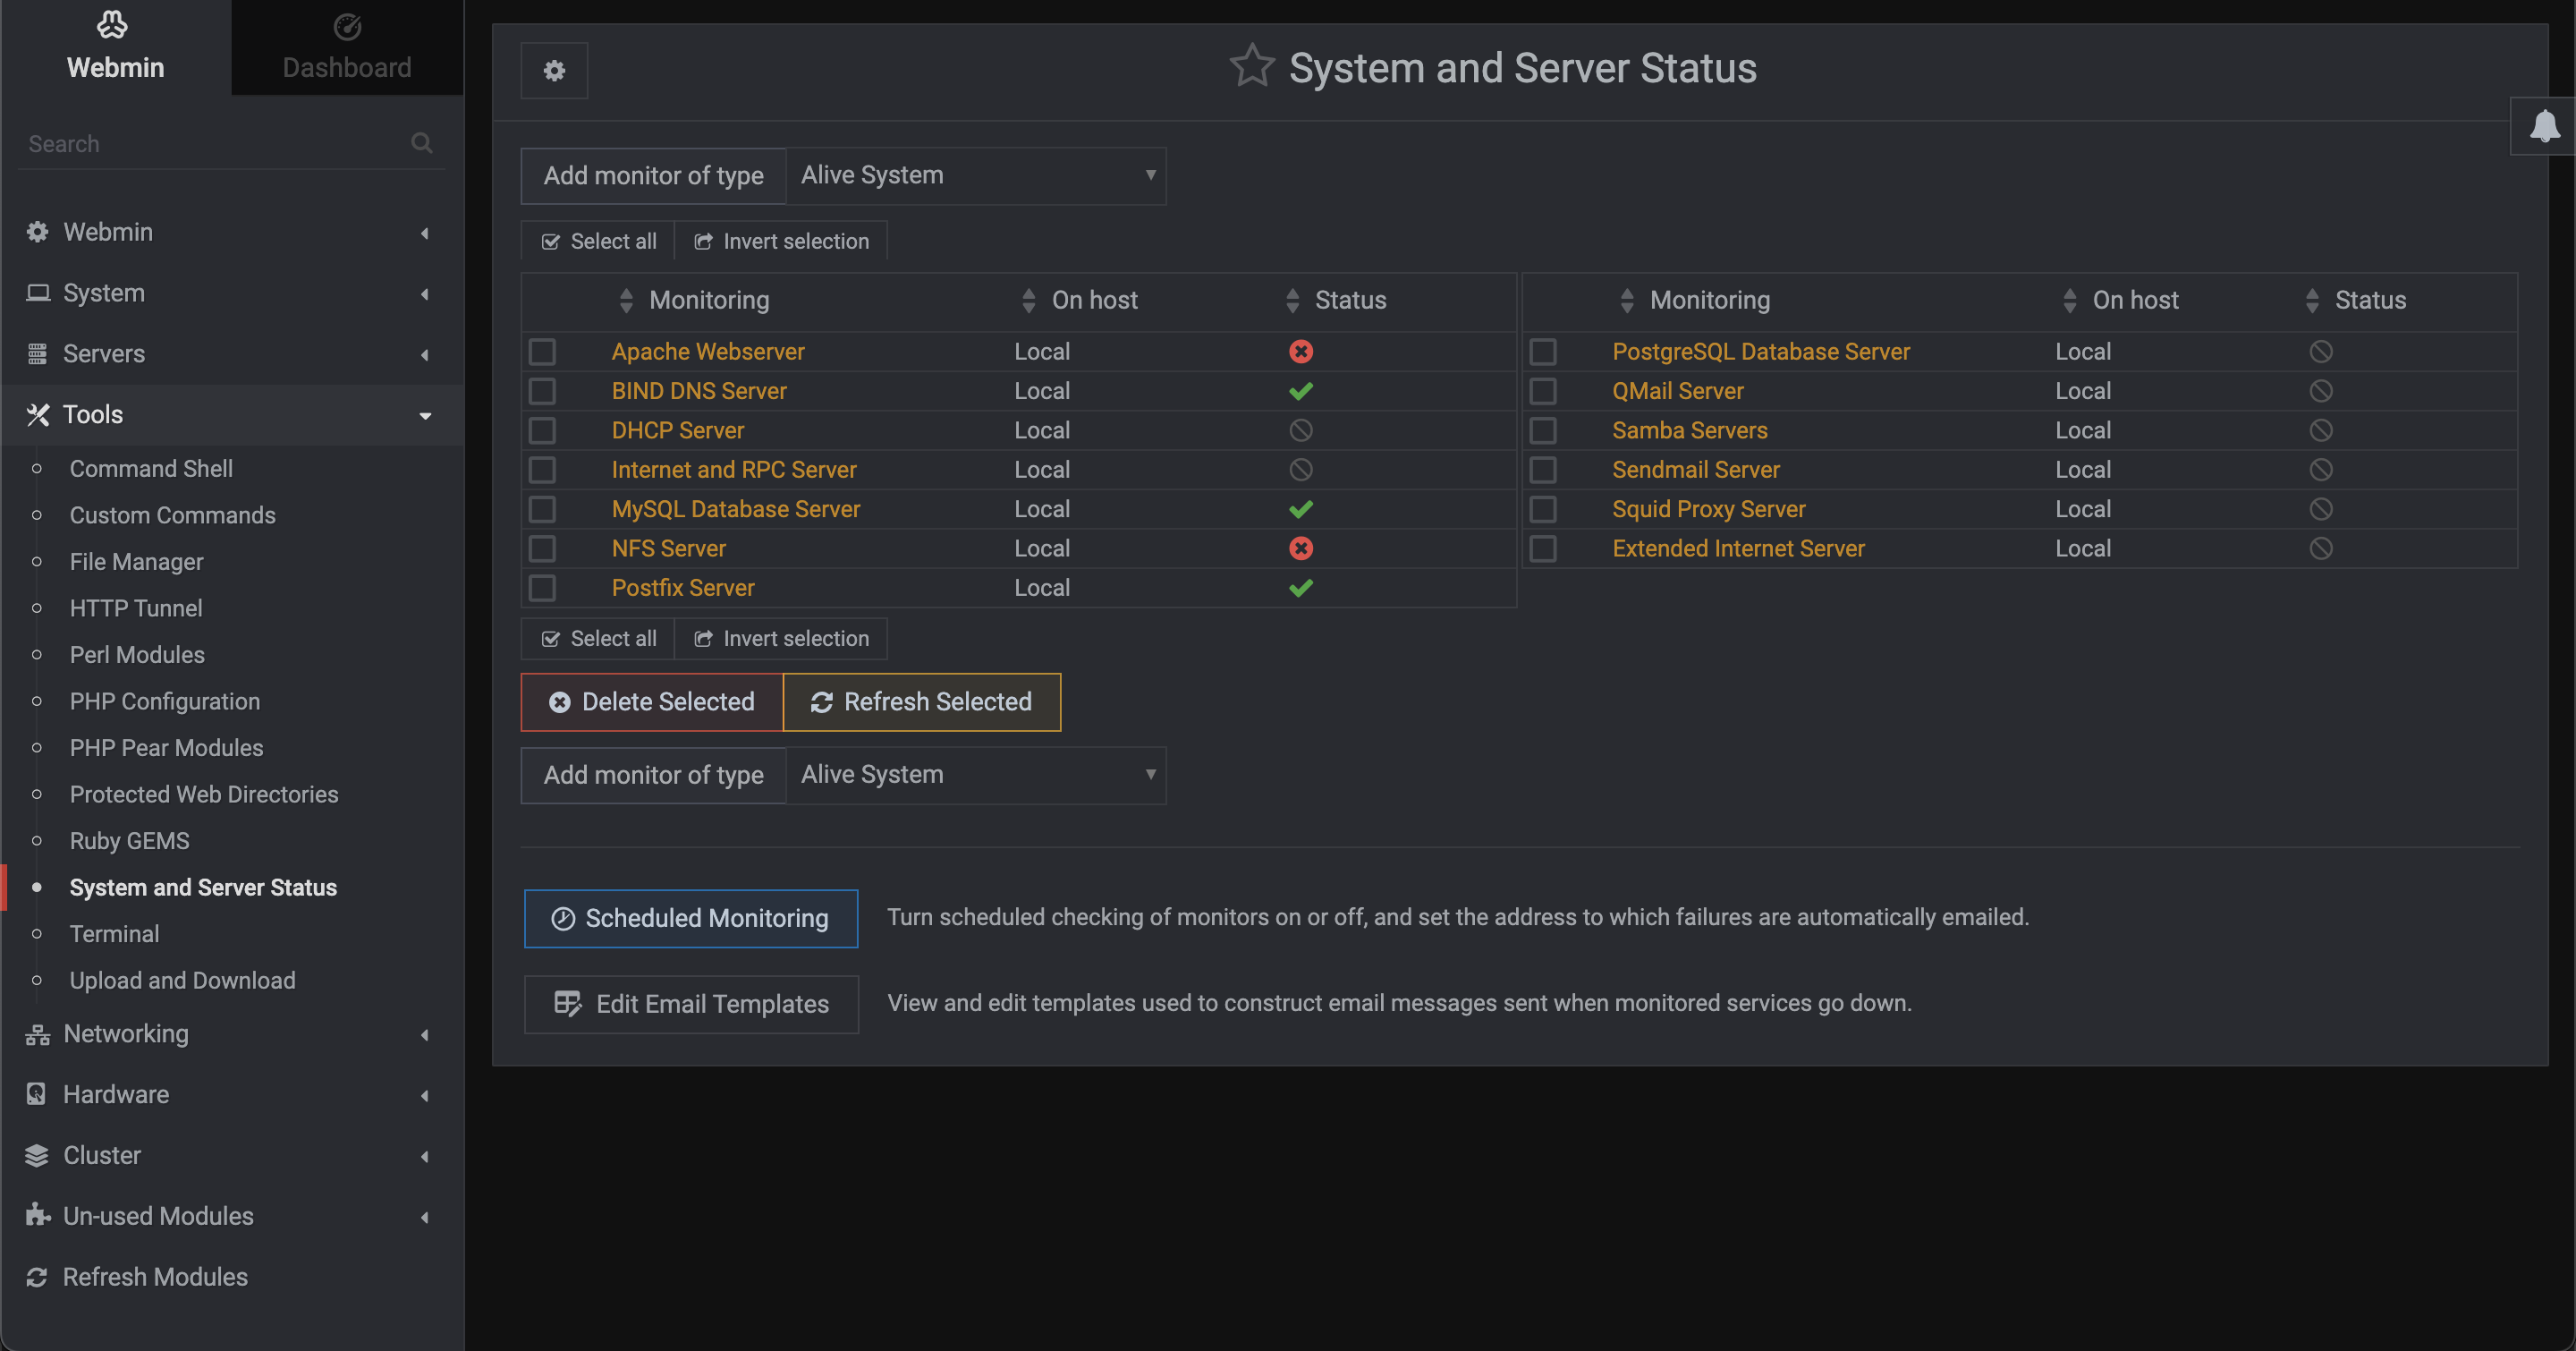 Webmin
Dashboard
Search
Webmin
System
Servers
Tools
Command Shell
Custom Commands
File Manager
HTTP Tunnel
Perl Modules
PHP Configuration
PHP Pear Modules
Protected Web Directories
Ruby GEMS
System and Server Status
Terminal
Upload and Download
Networking
Hardware
Cluster
Un-used Modules
Refresh Modules
System and Server Status
Add monitor of type Alive System
Select all Invert selection
Monitoring On host Status
Apache Webserver Local
BIND DNS Server Local
DHCP Server Local
Internet and RPC Server Local
MySQL Database Server Local
NFS Server Local
Postfix Server Local
Monitoring On host Status
PostgreSQL Database Server Local
QMail Server Local
Samba Servers Local
Sendmail Server Local
Squid Proxy Server Local
Extended Internet Server Local
Select all Invert selection
Delete Selected Refresh Selected
Add monitor of type Alive System
Scheduled Monitoring Turn scheduled checking of monitors on or off, and set the address to which failures are automatically emailed.
Edit Email Templates View and edit templates used to construct email messages sent when monitored services go down.